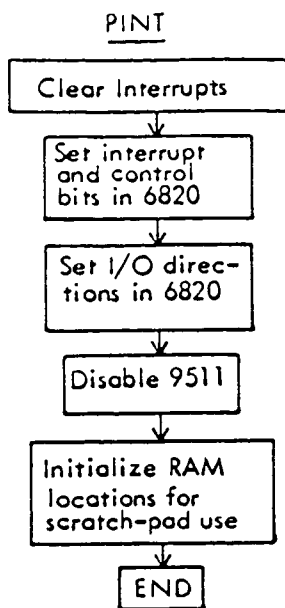 PINT
Clear Interrupts
Set interrupt
and control
bits in 6820
Set I/O direc-
tions in 6820
Disable 9511
Initialize RAM
locations for
scratch-pad use
END